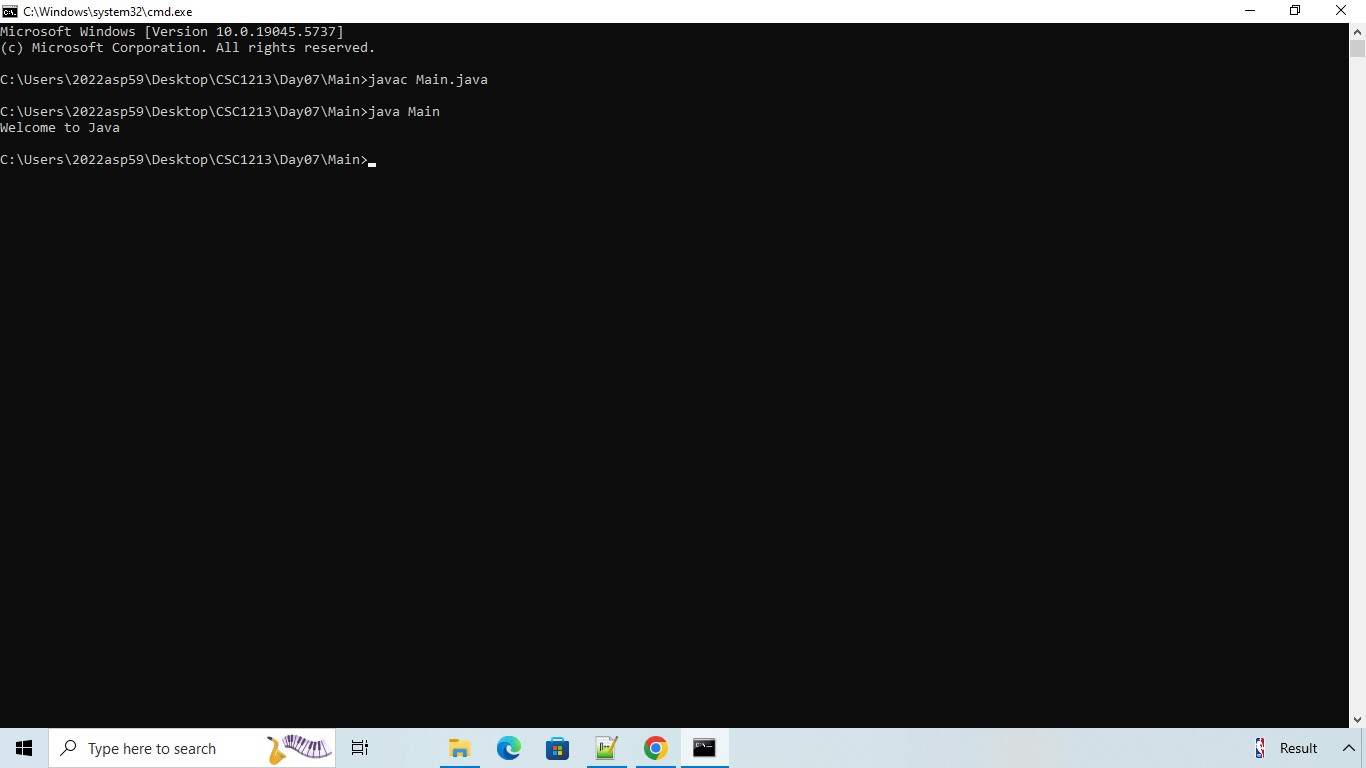 C:\Windows\system32\cmd.exe
Microsoft Windows [Version 10.0.19045.5737]
(c) Microsoft Corporation. All rights reserved.
C:\Users\2022asp59\Desktop\CSC1213\Day07\Main>javac Main.java
C:\Users\2022asp59\Desktop\CSC1213\Day07\Main>java Main
Welcome to Java
C:\Users\2022asp59\Desktop\CSC1213\Day07\Main>
Type here to search
Result